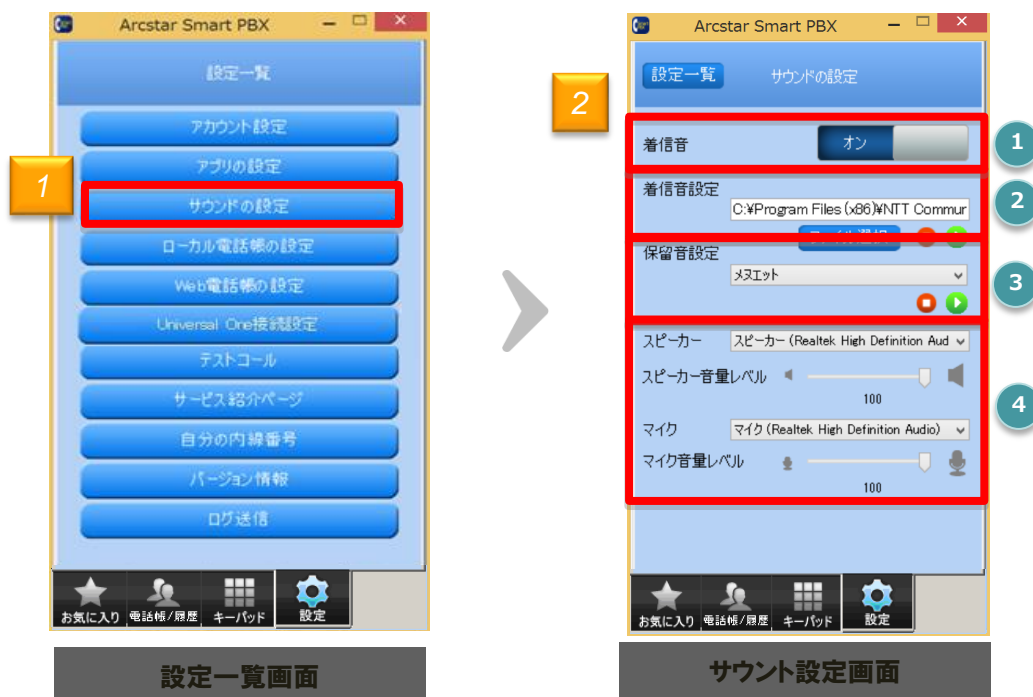 Arcstar Smart PBX
設定一覧
アカウント設定
アプリの設定
1
サウンドの設定
ローカル電話帳の設定
Web電話帳の設定
Universal One接続設定
テストコール
サービス紹介ページ
自分の内線番号
バージョン情報
ログ送信
お気に入り 電話帳/履歴 キーパッド 設定
設定一覧画面
2
Arcstar Smart PBX
設定一覧 サウンドの設定
着信音 オン
1
着信音設定
C:¥Program Files (x86)¥NTT Commur
2
ファイル選択
保留音設定
メヌエット
3
スピーカー スピーカー (Realtek High Definition Aud
スピーカー音量レベル
100
4
マイク マイク (Realtek High Definition Audio)
マイク音量レベル
100
お気に入り 電話帳/履歴 キーパッド 設定
サウント設定画面